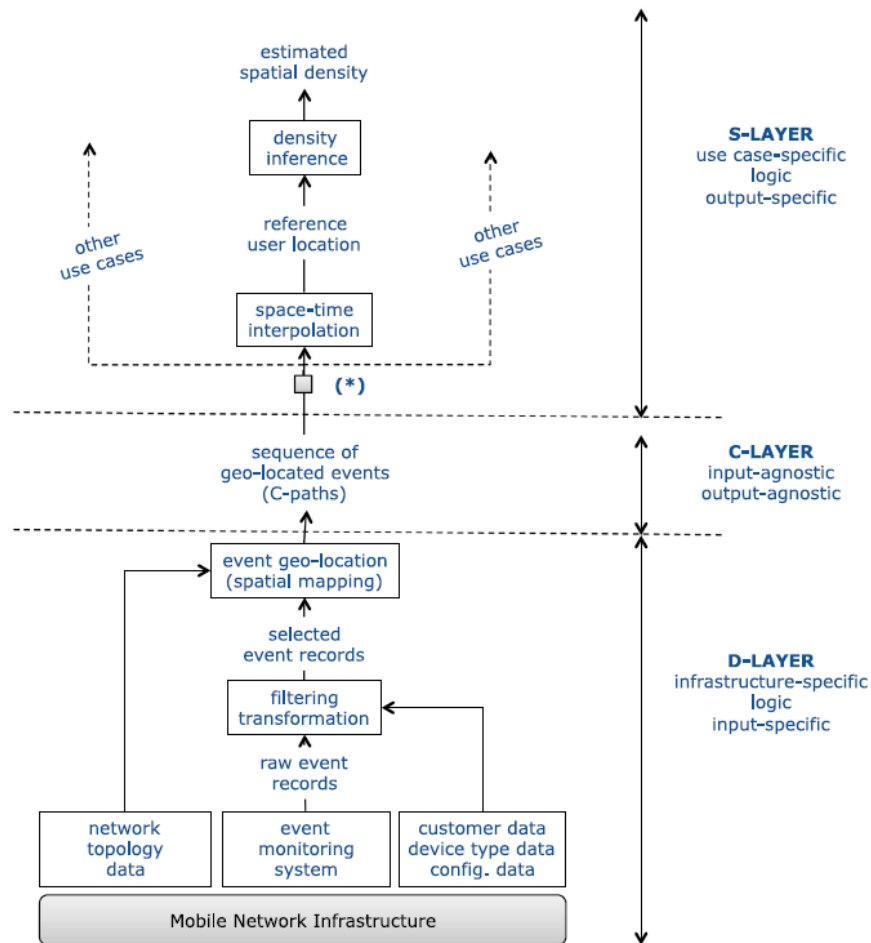 estimated
spatial density
density
inference
reference
user location
other
use cases
other
use cases
space-time
interpolation
(*)
S-LAYER
use case-specific
logic
output-specific
sequence of
geo-located events
(C-paths)
C-LAYER
input-agnostic
output-agnostic
event geo-location
(spatial mapping)
selected
event records
filtering
transformation
raw event
records
D-LAYER
infrastructure-specific
logic
input-specific
network
topology
data
event
monitoring
system
customer data
device type data
config. data
Mobile Network Infrastructure